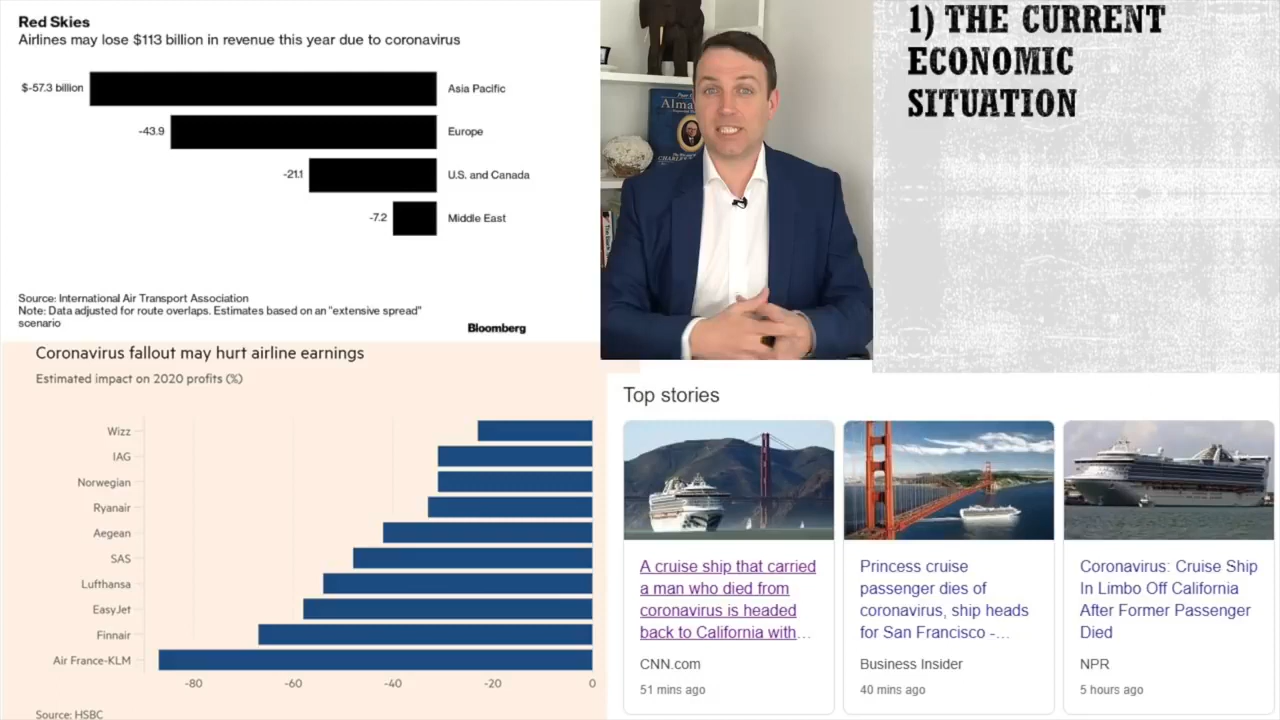 Red Skies
Airlines may lose $113 billion in revenue this year due to coronavirus
$-57.3 billion
Asia Pacific
-43.9
Europe
-21.1
U.S. and Canada
-7.2
Middle East
Source: International Air Transport Association
Note: Data adjusted for route overlaps. Estimates based on an "extensive spread"
scenario
Bloomberg
1) THE CURRENT
ECONOMIC
SITUATION
Coronavirus fallout may hurt airline earnings
Estimated impact on 2020 profits (%)
Wizz
IAG
Norwegian
Ryanair
Aegean
SAS
Lufthansa
EasyJet
Finnair
Air France-KLM
-80
-60
-40
-20
0
Source: HSBC
Top stories
A cruise ship that carried
a man who died from
coronavirus is headed
back to California with…
CNN.com
51 mins ago
Princess cruise
passenger dies of
coronavirus, ship heads
for San Francisco -…
Business Insider
40 mins ago
Coronavirus: Cruise Ship
In Limbo Off California
After Former Passenger
Died
NPR
5 hours ago